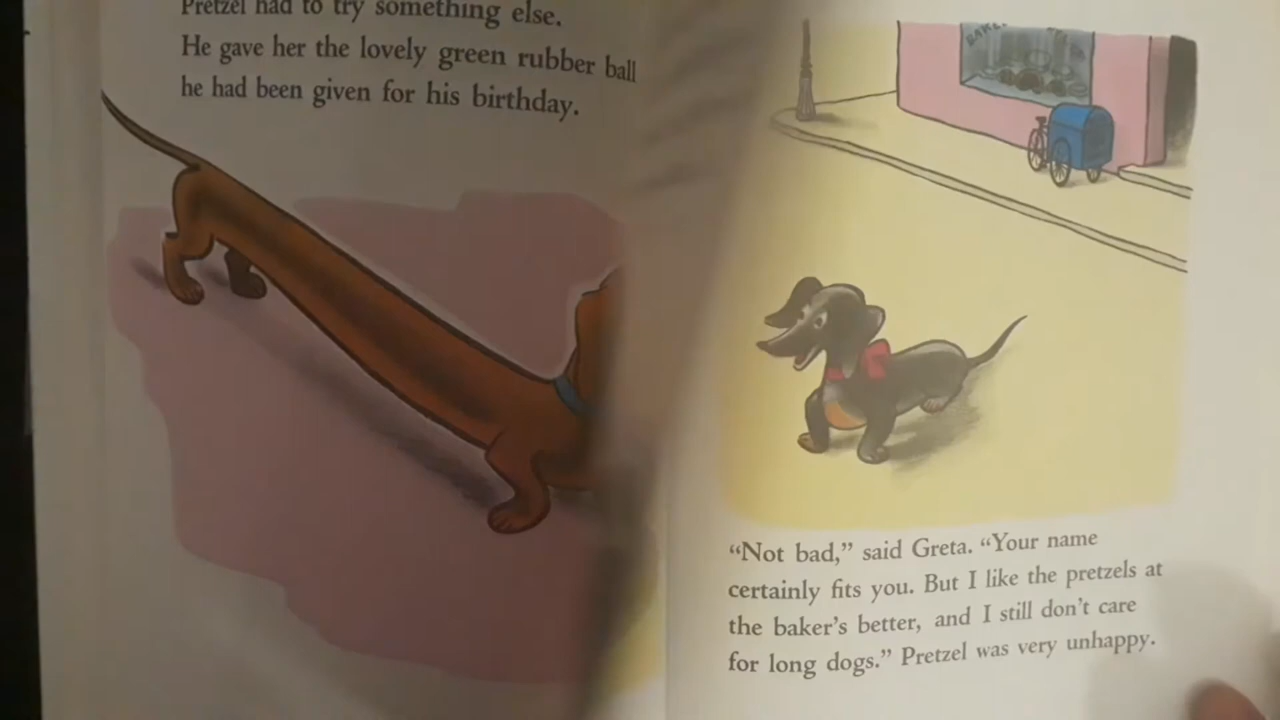 Pretzel had to try something else.
He gave her the lovely green rubber ball
he had been given for his birthday.
“Not bad,” said Greta. “Your name
certainly fits you. But I like the pretzels at
the baker's better, and I still don't care
for long dogs.” Pretzel was very unhappy.